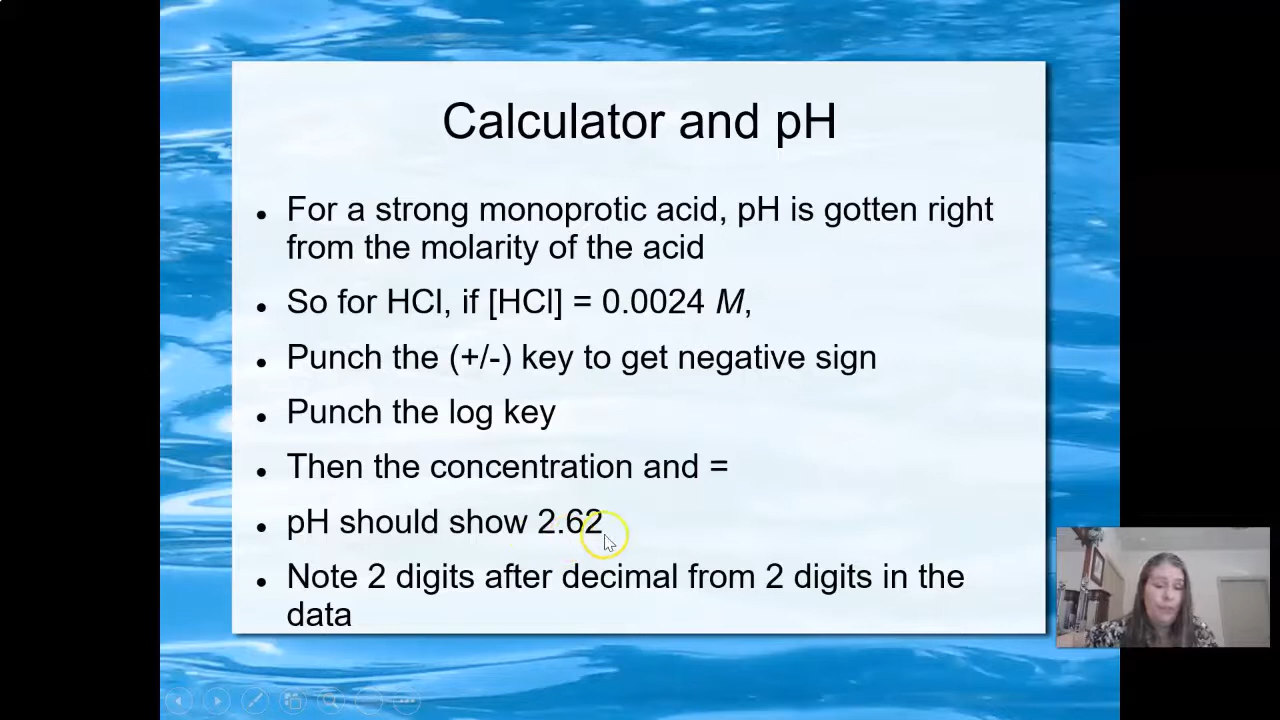 Calculator and pH
• For a strong monoprotic acid, pH is gotten right
from the molarity of the acid
• So for HCl, if [HCl] = 0.0024 M,
• Punch the (+/-) key to get negative sign
• Punch the log key
• Then the concentration and =
• pH should show 2.62
• Note 2 digits after decimal from 2 digits in the
data